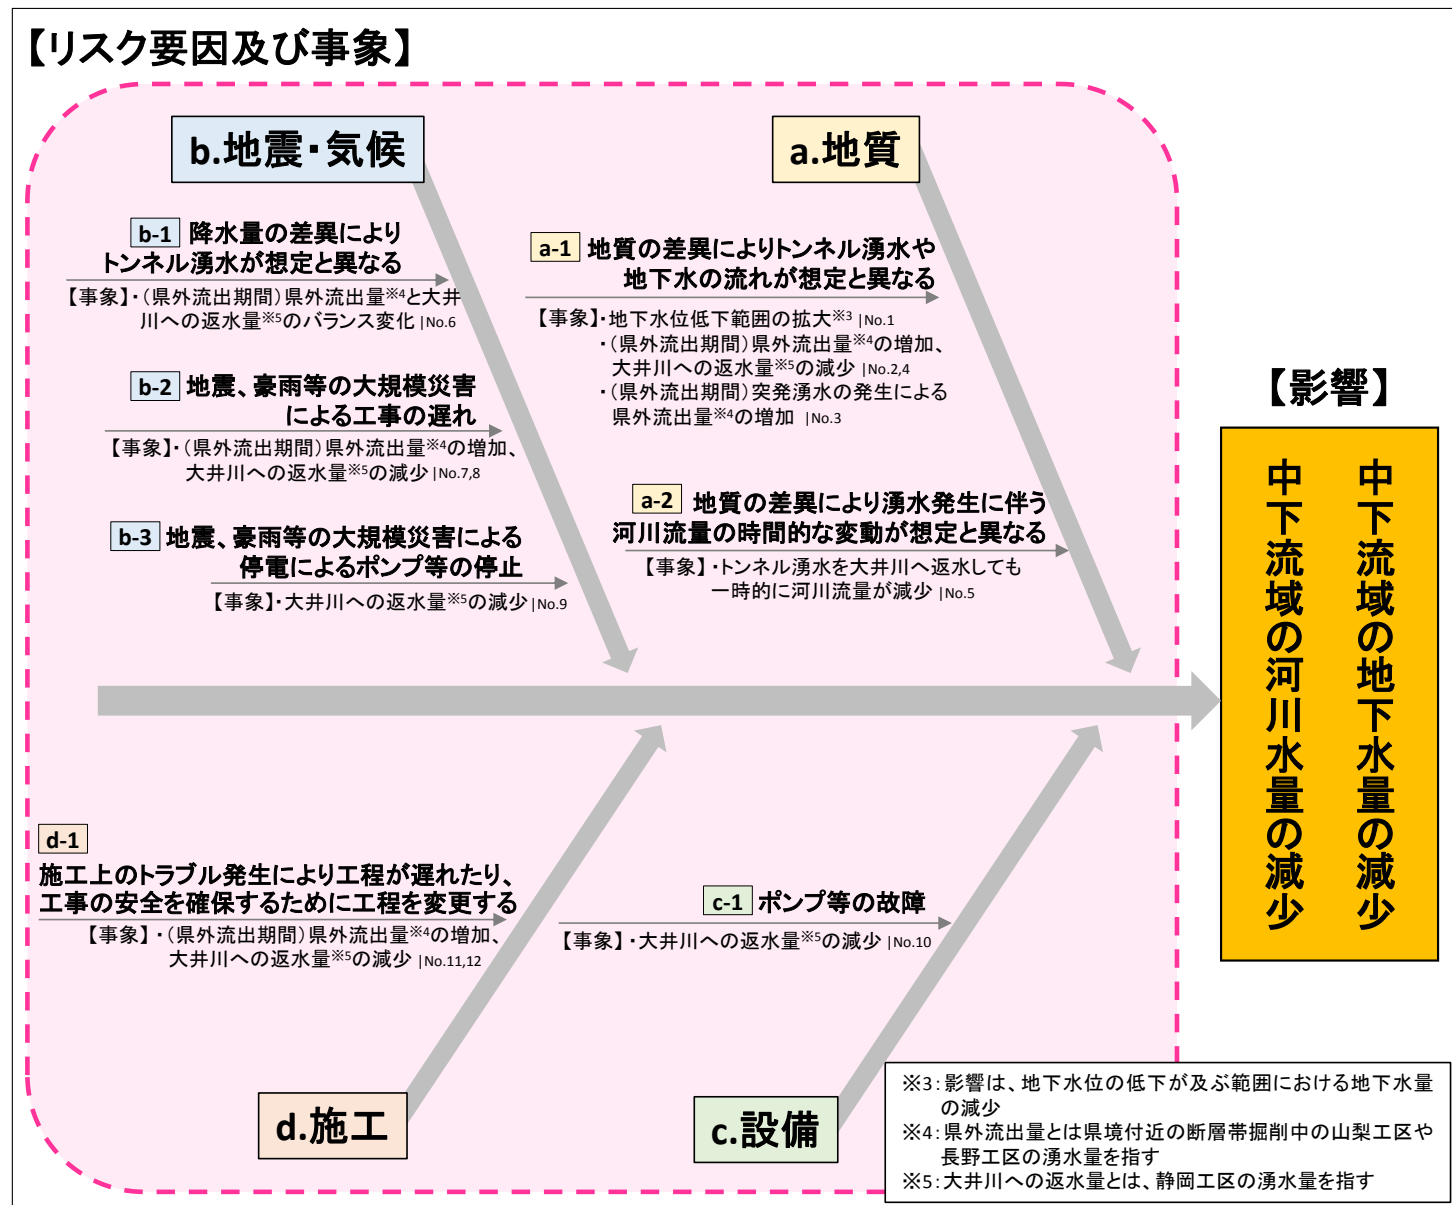 【リスク要因及び事象】
b.地震・気候
b-1 降水量の差異により
トンネル湧水が想定と異なる
【事象】・（県外流出期間）県外流出量※4と大井
川への返水量※5のバランス変化 |No.6
b-2 地震、豪雨等の大規模災害
による工事の遅れ
【事象】・（県外流出期間）県外流出量※4の増加、
大井川への返水量※5の減少 |No.7,8
b-3 地震、豪雨等の大規模災害による
停電によるポンプ等の停止
【事象】・大井川への返水量※5の減少 |No.9
a.地質
a-1 地質の差異によりトンネル湧水や
地下水の流れが想定と異なる
【事象】・地下水位低下範囲の拡大※3 |No.1
・（県外流出期間）県外流出量※4の増加、
大井川への返水量※5の減少 |No.2,4
・（県外流出期間）突発湧水の発生による
県外流出量※4の増加 |No.3
a-2 地質の差異により湧水発生に伴う
河川流量の時間的な変動が想定と異なる
【事象】・トンネル湧水を大井川へ返水しても
一時的に河川流量が減少 |No.5
【影響】
中下流域の地下水量の減少
中下流域の河川水量の減少
d-1
施工上のトラブル発生により工程が遅れたり、
工事の安全を確保するために工程を変更する
【事象】・（県外流出期間）県外流出量※4の増加、
大井川への返水量※5の減少 |No.11,12
d.施工
c-1 ポンプ等の故障
【事象】・大井川への返水量※5の減少 |No.10
c.設備
※3：影響は、地下水位の低下が及ぶ範囲における地下水量
の減少
※4：県外流出量とは県境付近の断層帯掘削中の山梨工区や
長野工区の湧水量を指す
※5：大井川への返水量とは、静岡工区の湧水量を指す